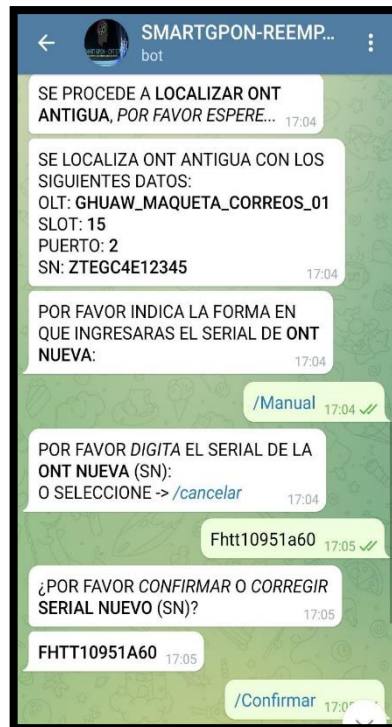 SMARTGPON-REEMP...
bot
SE PROCEDE A LOCALIZAR ONT
ANTIGUA, POR FAVOR ESPERE... 17:04
SE LOCALIZA ONT ANTIGUA CON LOS
SIGUIENTES DATOS:
OLT: GHUAW_MAQUETA_CORREOS_01
SLOT: 15
PUERTO: 2
SN: ZTEGC4E12345
17:04
POR FAVOR INDICA LA FORMA EN
QUE INGRESARAS EL SERIAL DE ONT
NUEVA: 17:04
/Manual 17:04
POR FAVOR DIGITA EL SERIAL DE LA
ONT NUEVA (SN):
O SELECCIONE -> /cancelar 17:04
Fhtt10951a60 17:05
¿POR FAVOR CONFIRMAR O CORREGIR
SERIAL NUEVO (SN)? 17:05
FHTT10951A60 17:05
/Confirmar